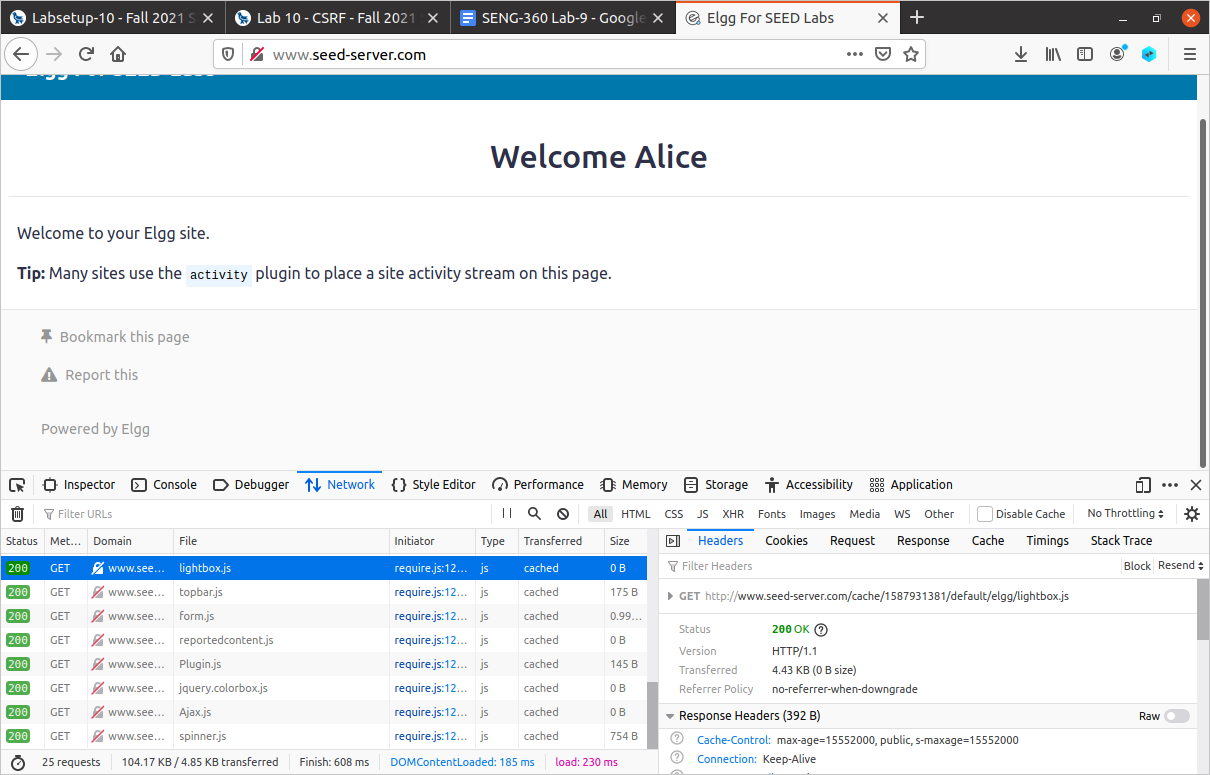 Labsetup-10 - Fall 2021 S
Lab 10 - CSRF - Fall 2021
SENG-360 Lab-9 - Google
Elgg For SEED Labs
www.seed-server.com
Elgg For SEED Labs
Welcome Alice
Welcome to your Elgg site.
Tip: Many sites use the activity plugin to place a site activity stream on this page.
Bookmark this page
Report this
Powered by Elgg
Inspector Console Debugger Network Style Editor Performance Memory Storage Accessibility Application
Filter URLs All HTML CSS JS XHR Fonts Images Media WS Other Disable Cache No Throttling
Status Met... Domain File Initiator Type Transferred Size
200 GET www.see... lightbox.js require.js:12... js cached 0 B
200 GET www.see... topbar.js require.js:12... js cached 175 B
200 GET www.see... form.js require.js:12... js cached 0.99...
200 GET www.see... reportedcontent.js require.js:12... js cached 0 B
200 GET www.see... Plugin.js require.js:12... js cached 145 B
200 GET www.see... jquery.colorbox.js require.js:12... js cached 0 B
200 GET www.see... Ajax.js require.js:12... js cached 0 B
200 GET www.see... spinner.js require.js:12... js cached 754 B
25 requests 104.17 KB / 4.85 KB transferred Finish: 608 ms DOMContentLoaded: 185 ms load: 230 ms
Headers Cookies Request Response Cache Timings Stack Trace
Filter Headers Block Resend
GET http://www.seed-server.com/cache/1587931381/default/elgg/lightbox.js
Status 200 OK
Version HTTP/1.1
Transferred 4.43 KB (0 B size)
Referrer Policy no-referrer-when-downgrade
Response Headers (392 B) Raw
Cache-Control: max-age=15552000, public, s-maxage=15552000
Connection: Keep-Alive